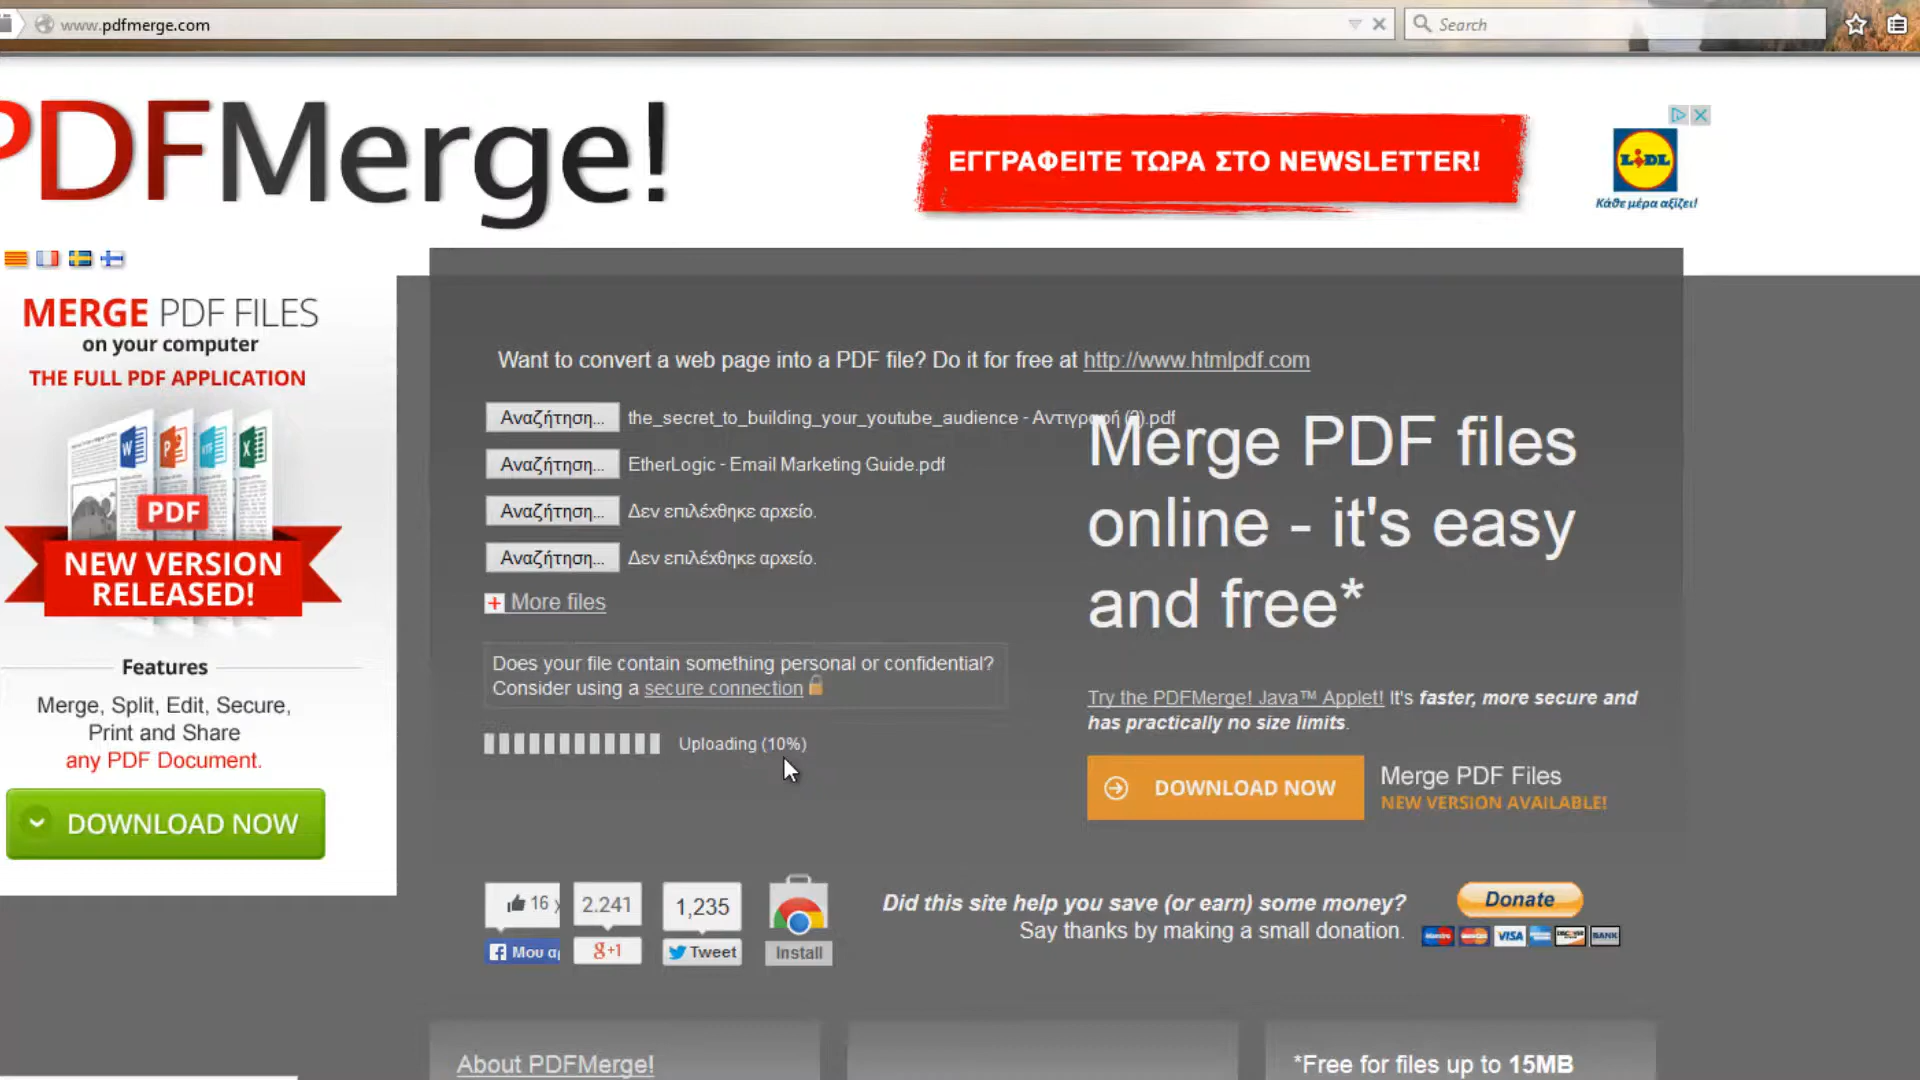 www.pdfmerge.com
Search
PDFMerge!
ΕΓΓΡΑΦΕΙΤΕ ΤΩΡΑ ΣΤΟ NEWSLETTER!
LIDL
Κάθε μέρα αξίζει!
MERGE PDF FILES
on your computer
THE FULL PDF APPLICATION
PDF
NEW VERSION
RELEASED!
Features
Merge, Split, Edit, Secure,
Print and Share
any PDF Document.
DOWNLOAD NOW
Want to convert a web page into a PDF file? Do it for free at http://www.htmlpdf.com
Αναζήτηση... the_secret_to_building_your_youtube_audience - Αντιγραφή (2).pdf
Αναζήτηση... EtherLogic - Email Marketing Guide.pdf
Αναζήτηση... Δεν επιλέχθηκε αρχείο.
Αναζήτηση... Δεν επιλέχθηκε αρχείο.
+ More files
Does your file contain something personal or confidential?
Consider using a secure connection
Uploading (10%)
Merge PDF files
online - it's easy
and free*
Try the PDFMerge! Java™ Applet! It's faster, more secure and
has practically no size limits.
DOWNLOAD NOW
Merge PDF Files
NEW VERSION AVAILABLE!
16
2.241
1,235
Μου
g+1
Tweet
Install
Did this site help you save (or earn) some money?
Say thanks by making a small donation.
Donate
VISA
BANK
About PDFMerge!
*Free for files up to 15MB